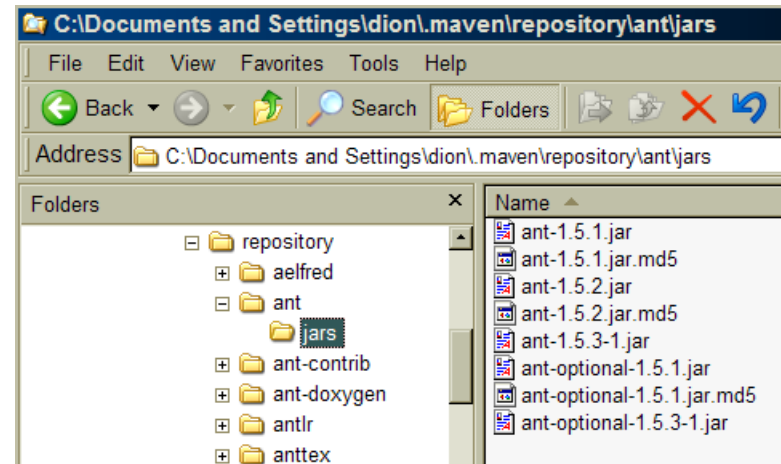 C:\Documents and Settings\dion\.maven\repository\ant\jars
File Edit View Favorites Tools Help
Back Search Folders
Address C:\Documents and Settings\dion\.maven\repository\ant\jars
Folders
repository
aelfred
ant
jars
ant-contrib
ant-doxygen
antlr
anttex
Name
ant-1.5.1.jar
ant-1.5.1.jar.md5
ant-1.5.2.jar
ant-1.5.2.jar.md5
ant-1.5.3-1.jar
ant-optional-1.5.1.jar
ant-optional-1.5.1.jar.md5
ant-optional-1.5.3-1.jar